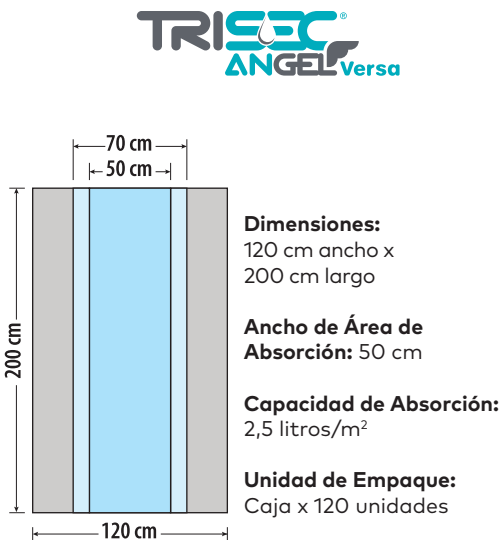 TRISEC®
ANGEL Versa
70 cm
50 cm
200 cm
120 cm
Dimensiones:
120 cm ancho x
200 cm largo
Ancho de Área de
Absorción: 50 cm
Capacidad de Absorción:
2,5 litros/m²
Unidad de Empaque:
Caja x 120 unidades